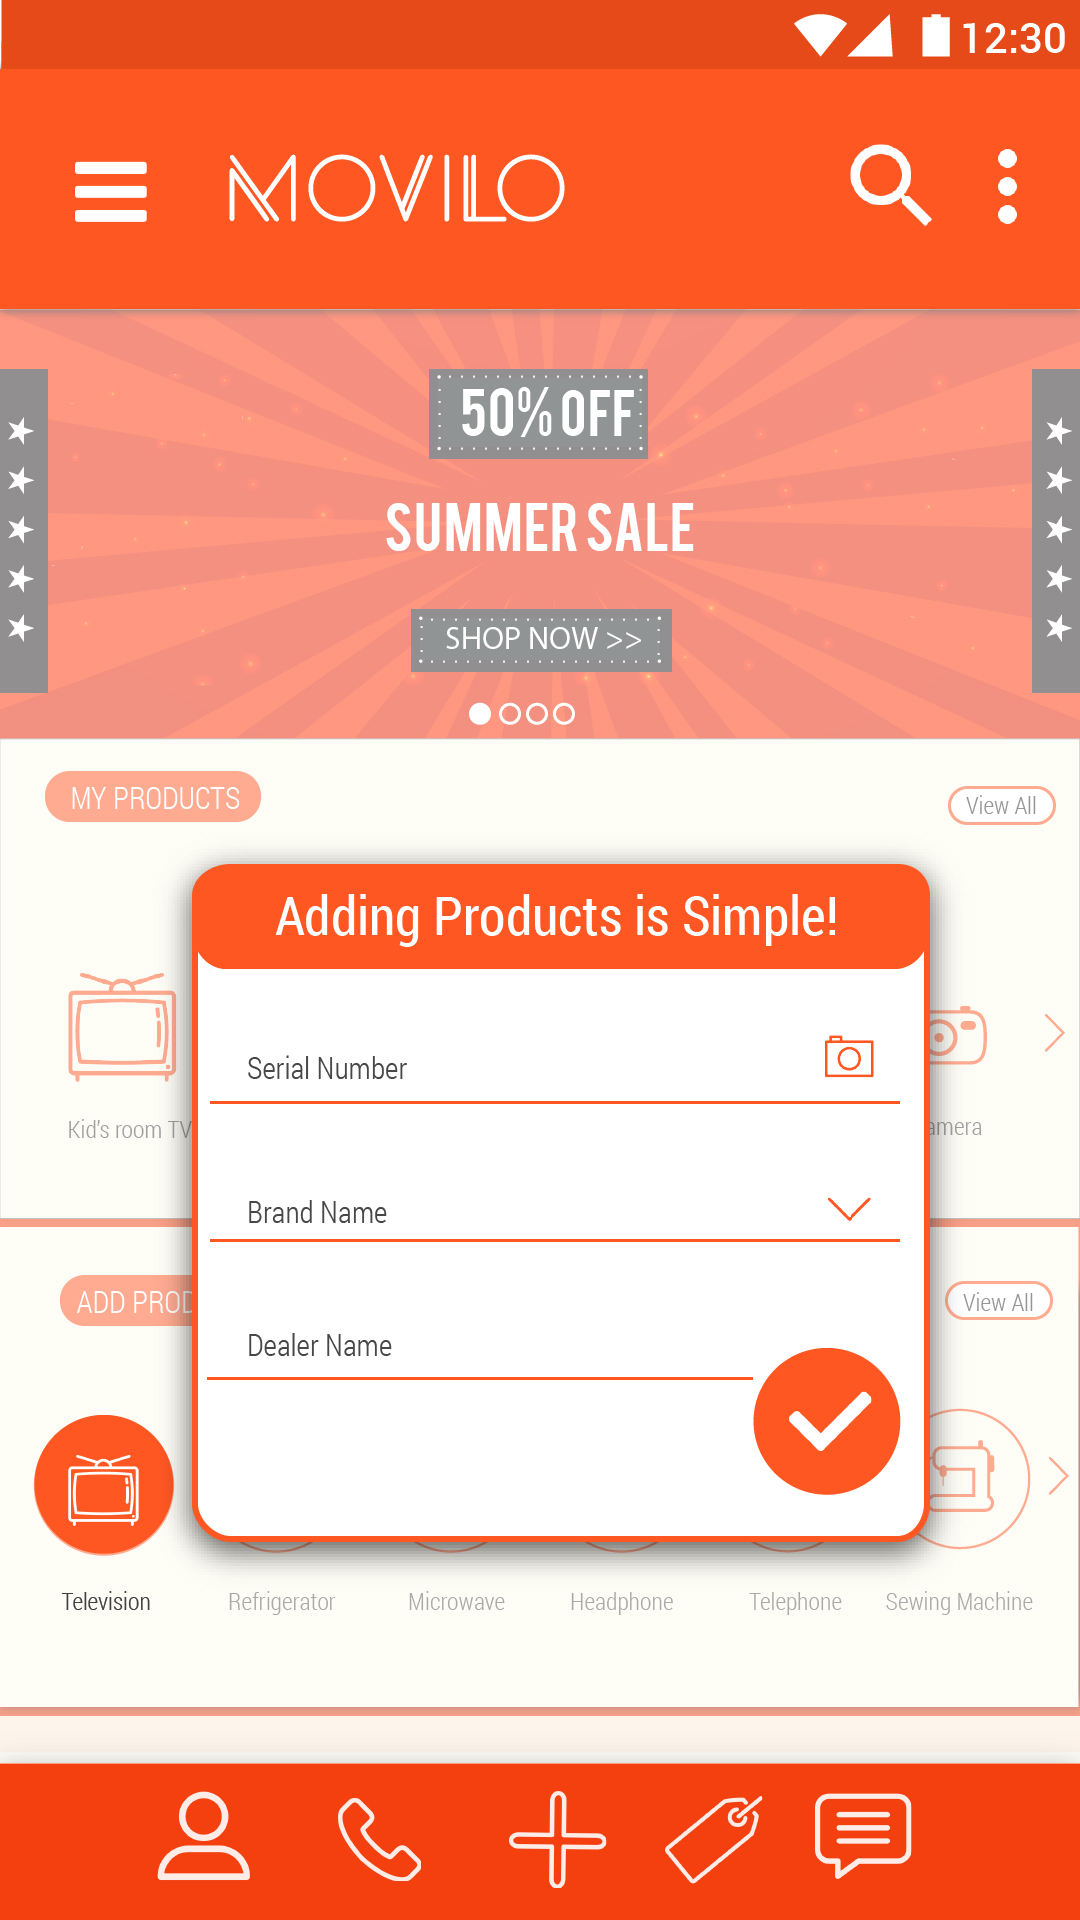 12:30
MOVILO
50% OFF
SUMMER SALE
SHOP NOW >>
MY PRODUCTS
View All
Adding Products is Simple!
Serial Number
Kid's room TV
amera
Brand Name
ADD PROD
View All
Dealer Name
Television
Refrigerator
Microwave
Headphone
Telephone
Sewing Machine